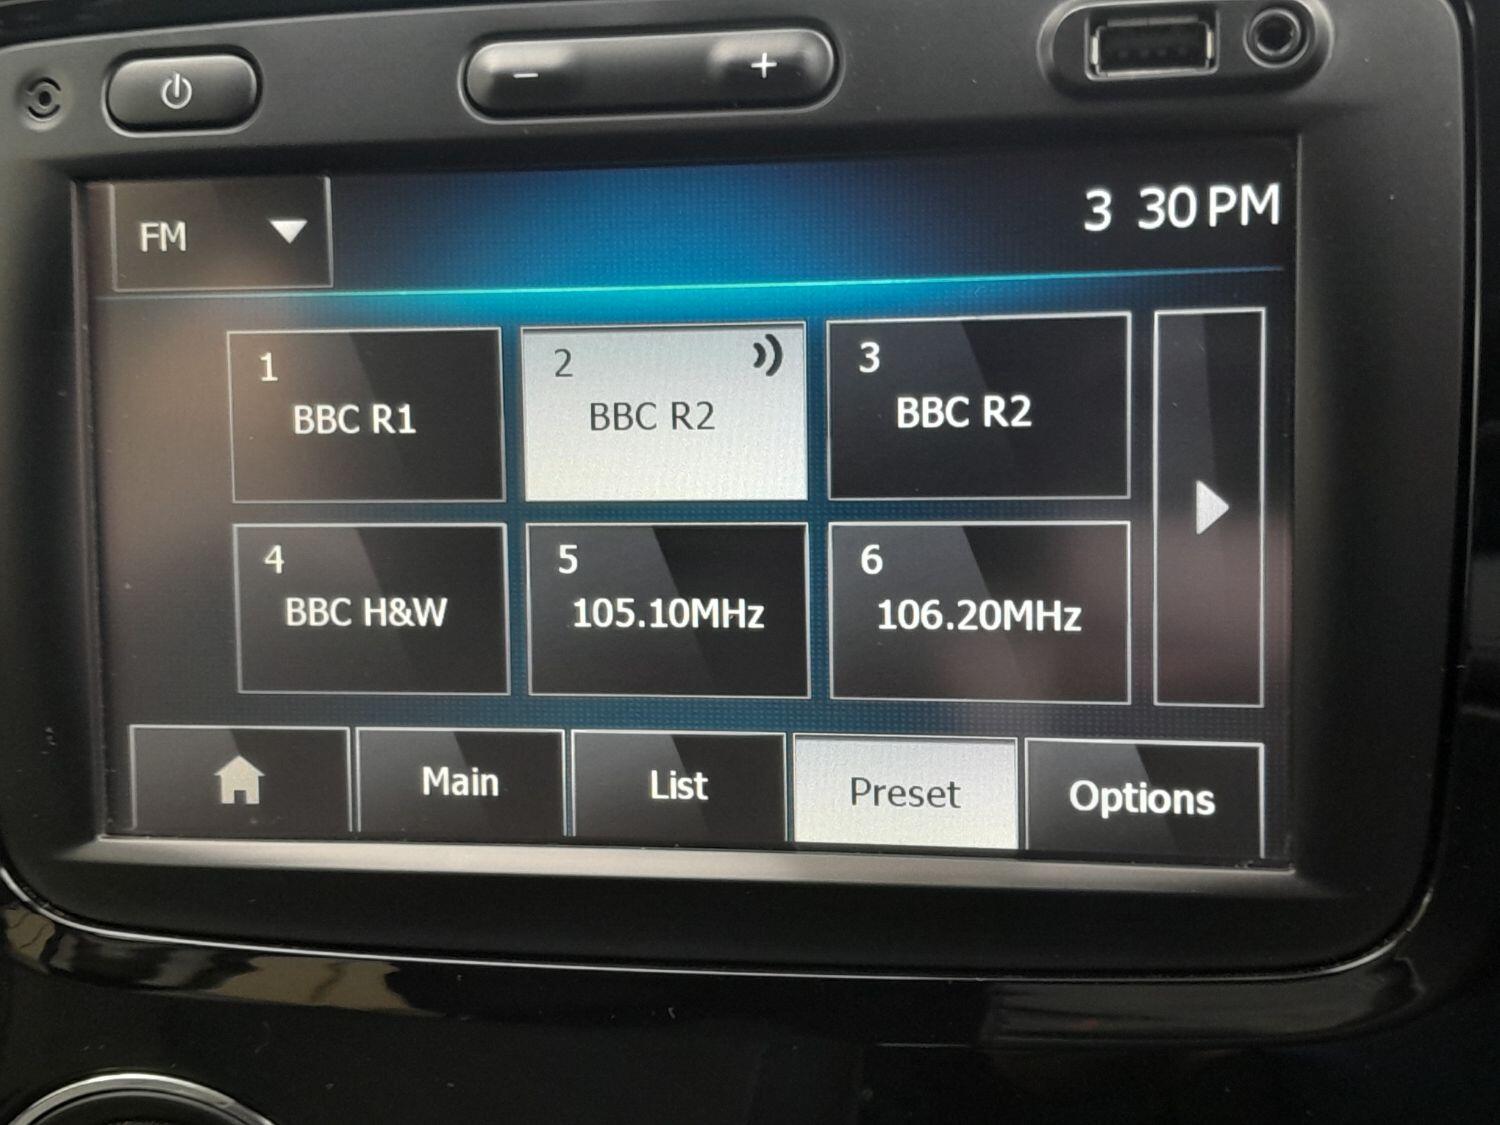 FM
3 30 PM
1
BBC R1
2
BBC R2
3
BBC R2
4
BBC H&W
5
105.10MHz
6
106.20MHz
Main
List
Preset
Options